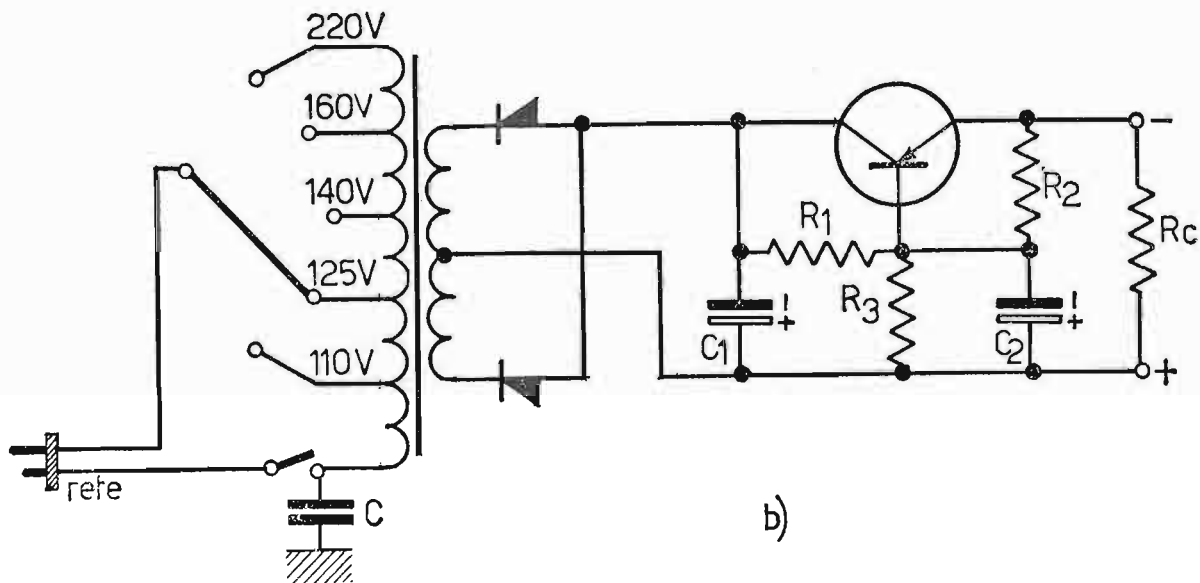 220V
160V
140V
125V
110V
rete
C
C1
R1
R3
R2
C2
Rc
-
+
-
+
-
+
b)